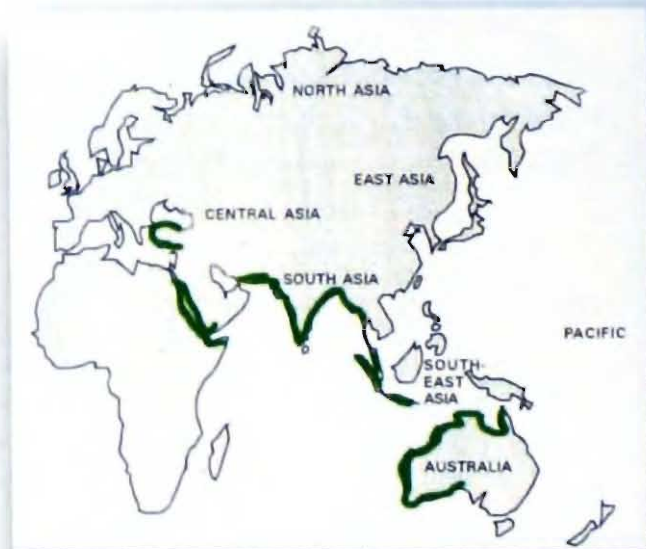 NORTH ASIA
EAST ASIA
CENTRAL ASIA
SOUTH ASIA
PACIFIC
SOUTH-
EAST
ASIA
AUSTRALIA